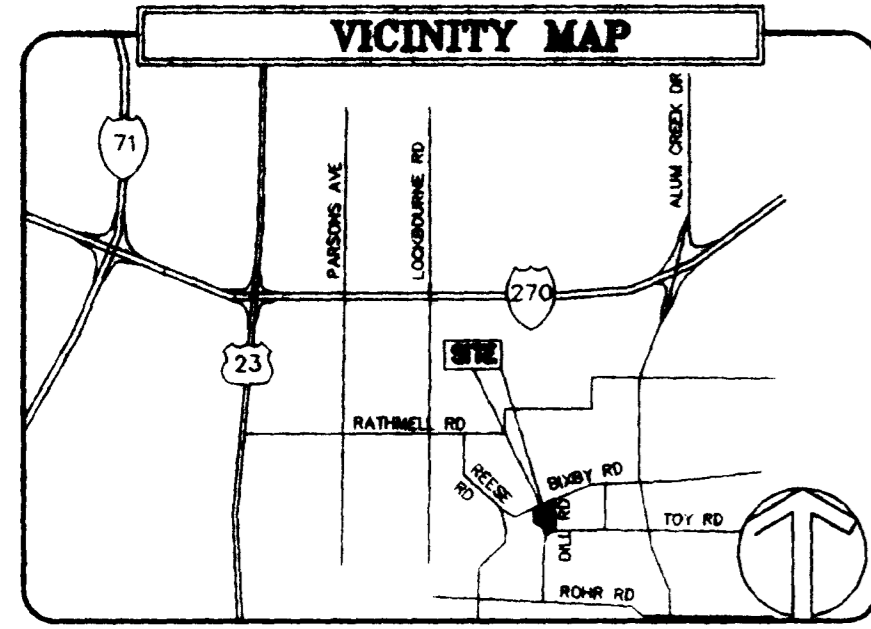 VICINITY MAP
71
PARSONS AVE
LOCKBOURNE RD
ALUM CREEK DR
270
23
SITE
RATHMELL RD
REESE
RD
BIXBY RD
DILL RD
TOY RD
ROHR RD